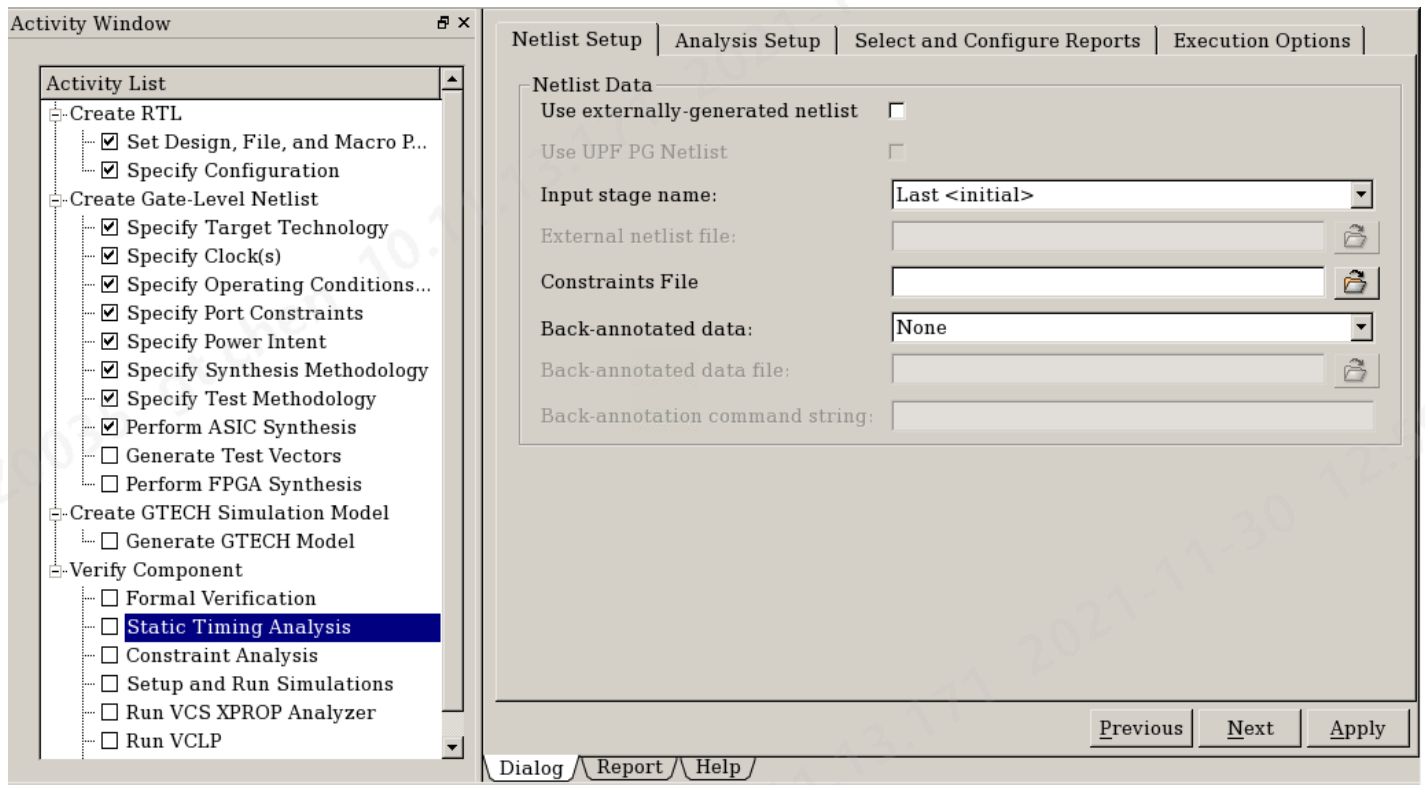 Activity Window
Activity List
Create RTL
Set Design, File, and Macro P...
Specify Configuration
Create Gate-Level Netlist
Specify Target Technology
Specify Clock(s)
Specify Operating Conditions...
Specify Port Constraints
Specify Power Intent
Specify Synthesis Methodology
Specify Test Methodology
Perform ASIC Synthesis
Generate Test Vectors
Perform FPGA Synthesis
Create GTECH Simulation Model
Generate GTECH Model
Verify Component
Formal Verification
Static Timing Analysis
Constraint Analysis
Setup and Run Simulations
Run VCS XPROP Analyzer
Run VCLP
Netlist Setup Analysis Setup Select and Configure Reports Execution Options
Netlist Data
Use externally-generated netlist
Use UPF PG Netlist
Input stage name: Last <initial>
External netlist file:
Constraints File
Back-annotated data: None
Back-annotated data file:
Back-annotation command string:
Previous Next Apply
Dialog Report Help